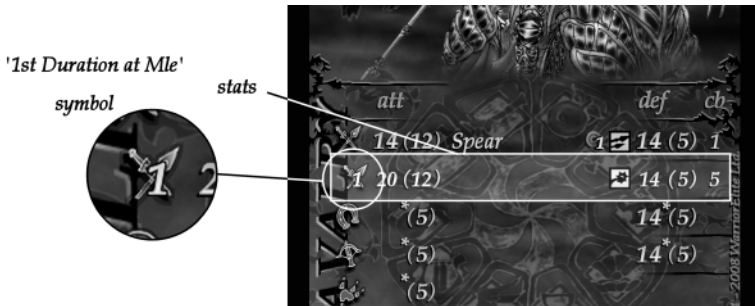 '1st Duration at Mle'
symbol
stats
att def cb
14 (12) Spear 1 14 (5) 1
1 20 (12) 14 (5) 5
*(5) 14*(5)
*(5) 14*(5)
*(5)
1 2
2008 WarriorElite Ltd.